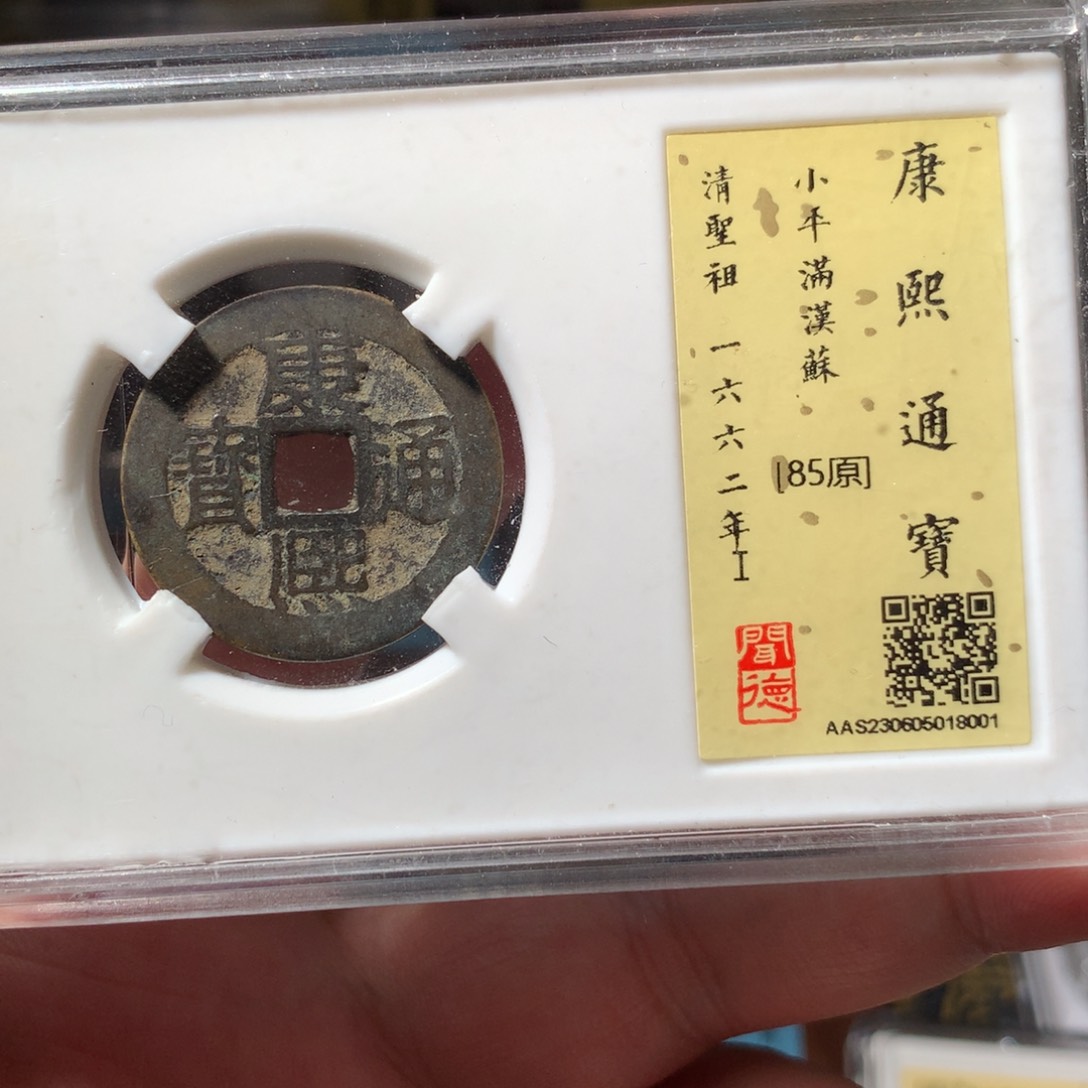 康熙通寳
康熙通寶
小平滿漢蘇
[85原]
清聖祖 一六六二年I
聞德
AAS230605018001